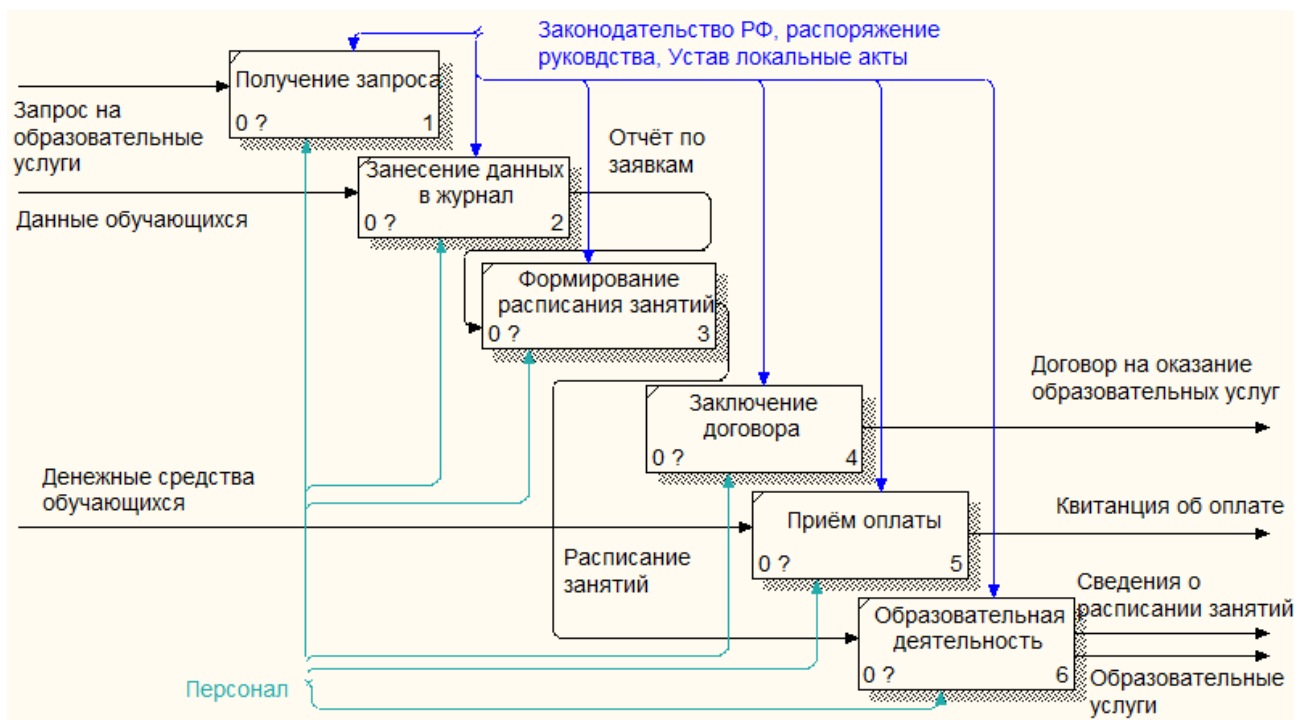 Законодательство РФ, распоряжение
руковдства, Устав локальные акты
Получение запроса
0 ?
1
Запрос на
образовательные
услуги
Отчёт по
заявкам
Занесение данных
в журнал
0 ?
2
Данные обучающихся
Формирование
расписания занятий
0 ?
3
Договор на оказание
образовательных услуг
Заключение
договора
0 ?
4
Денежные средства
обучающихся
Приём оплаты
0 ?
5
Квитанция об оплате
Расписание
занятий
Сведения о
расписании занятий
Образовательная
деятельность
0 ?
6
Образовательные
услуги
Персонал